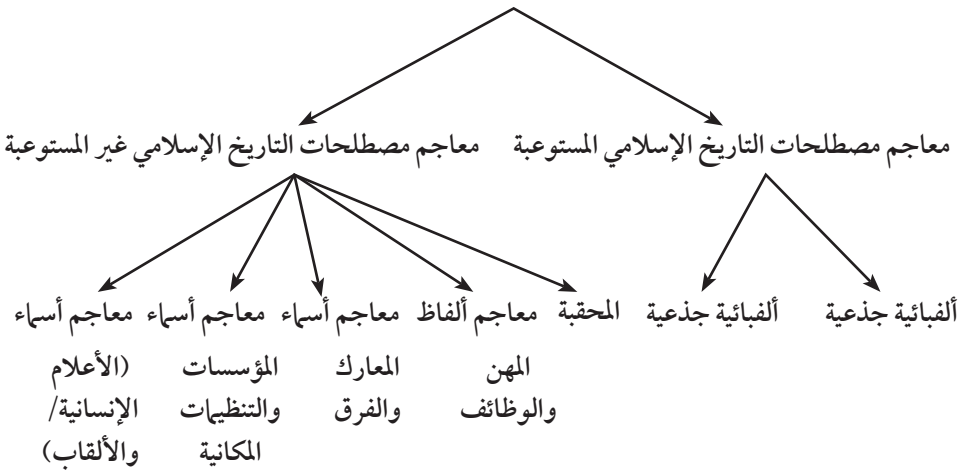 معاجم مصطلحات التاريخ الإسلامي المستوعبة
معاجم مصطلحات التاريخ الإسلامي غير المستوعبة
ألفبائية جذعية
ألفبائية جذعية
المحقبة
معاجم ألفاظ
المهن
والوظائف
معاجم أسماء
المعارك
والفرق
معاجم أسماء
المؤسسات
والتنظيمات
المكانية
معاجم أسماء
(الأعلام
الإنسانية/
والألقاب)